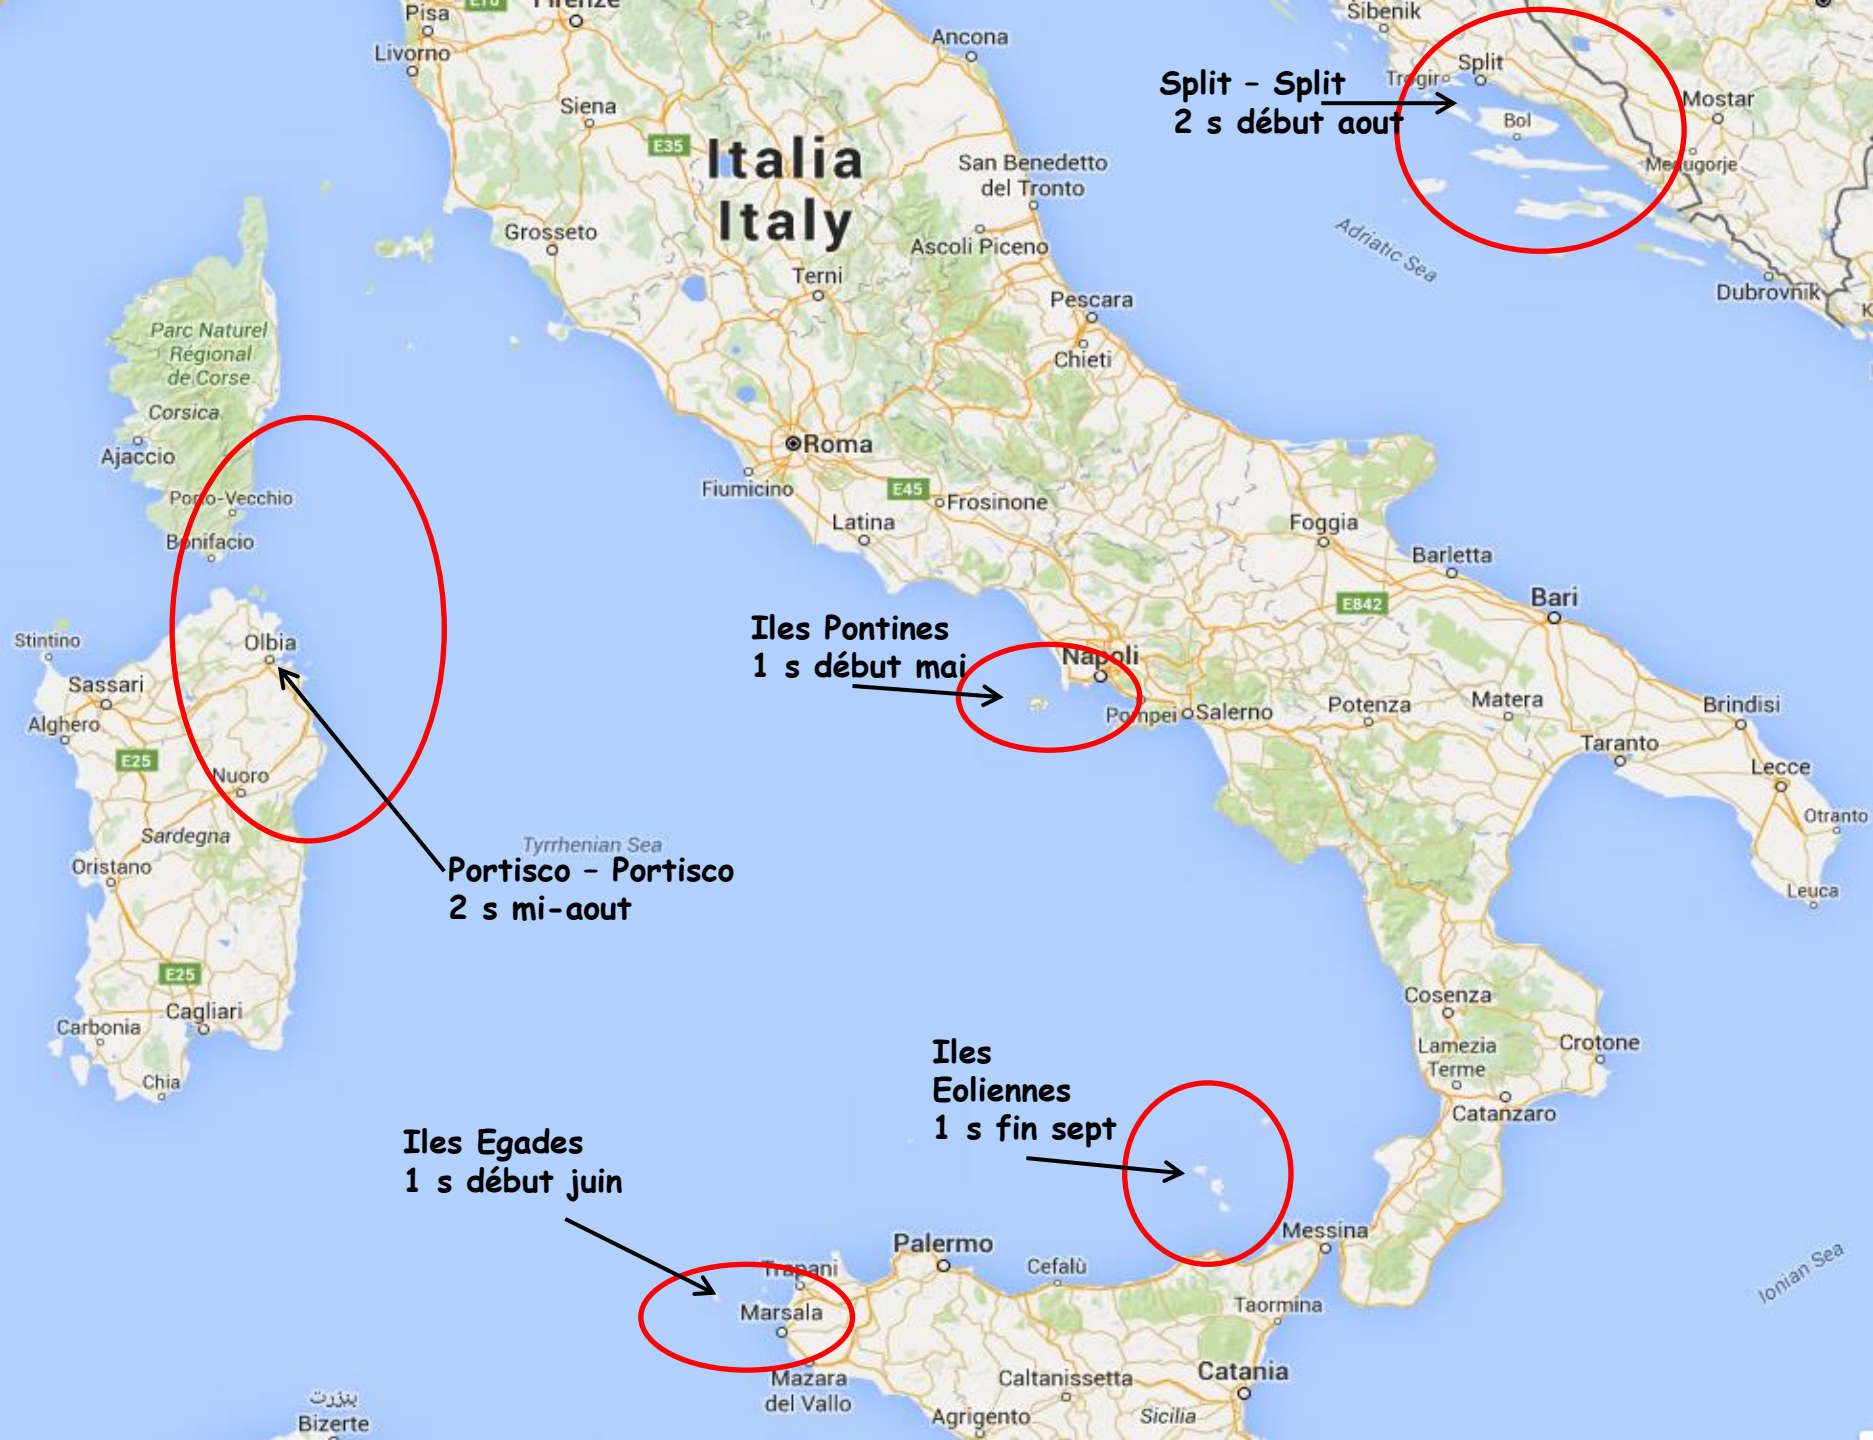 Pisa
Firenze
Livorno
Ancona
Šibenik
Split
Trogir
Split – Split
2 s début aout
Mostar
Bol
Siena
E35
Italia
Italy
San Benedetto
del Tronto
Međugorje
Grosseto
Ascoli Piceno
Adriatic Sea
Terni
Dubrovnik
Pescara
Parc Naturel
Régional
de Corse
Chieti
Corsica
Ajaccio
Roma
Porto-Vecchio
Fiumicino
E45
Frosinone
Latina
Foggia
Bonifacio
Barletta
Bari
E842
Iles Pontines
1 s début mai
Stintino
Olbia
Napoli
Sassari
Alghero
Pompei
Salerno
Potenza
Matera
Brindisi
Taranto
E25
Nuoro
Lecce
Otranto
Sardegna
Tyrrhenian Sea
Oristano
Portisco – Portisco
2 s mi-aout
Leuca
E25
Cagliari
Carbonia
Chia
Cosenza
Crotone
Lamezia
Terme
Catanzaro
Iles
Eoliennes
1 s fin sept
Iles Egades
1 s début juin
Messina
Palermo
Cefalù
Trapani
Marsala
Taormina
Ionian Sea
Mazara
del Vallo
Caltanissetta
Catania
Agrigento
Sicilia
بنزرت
Bizerte